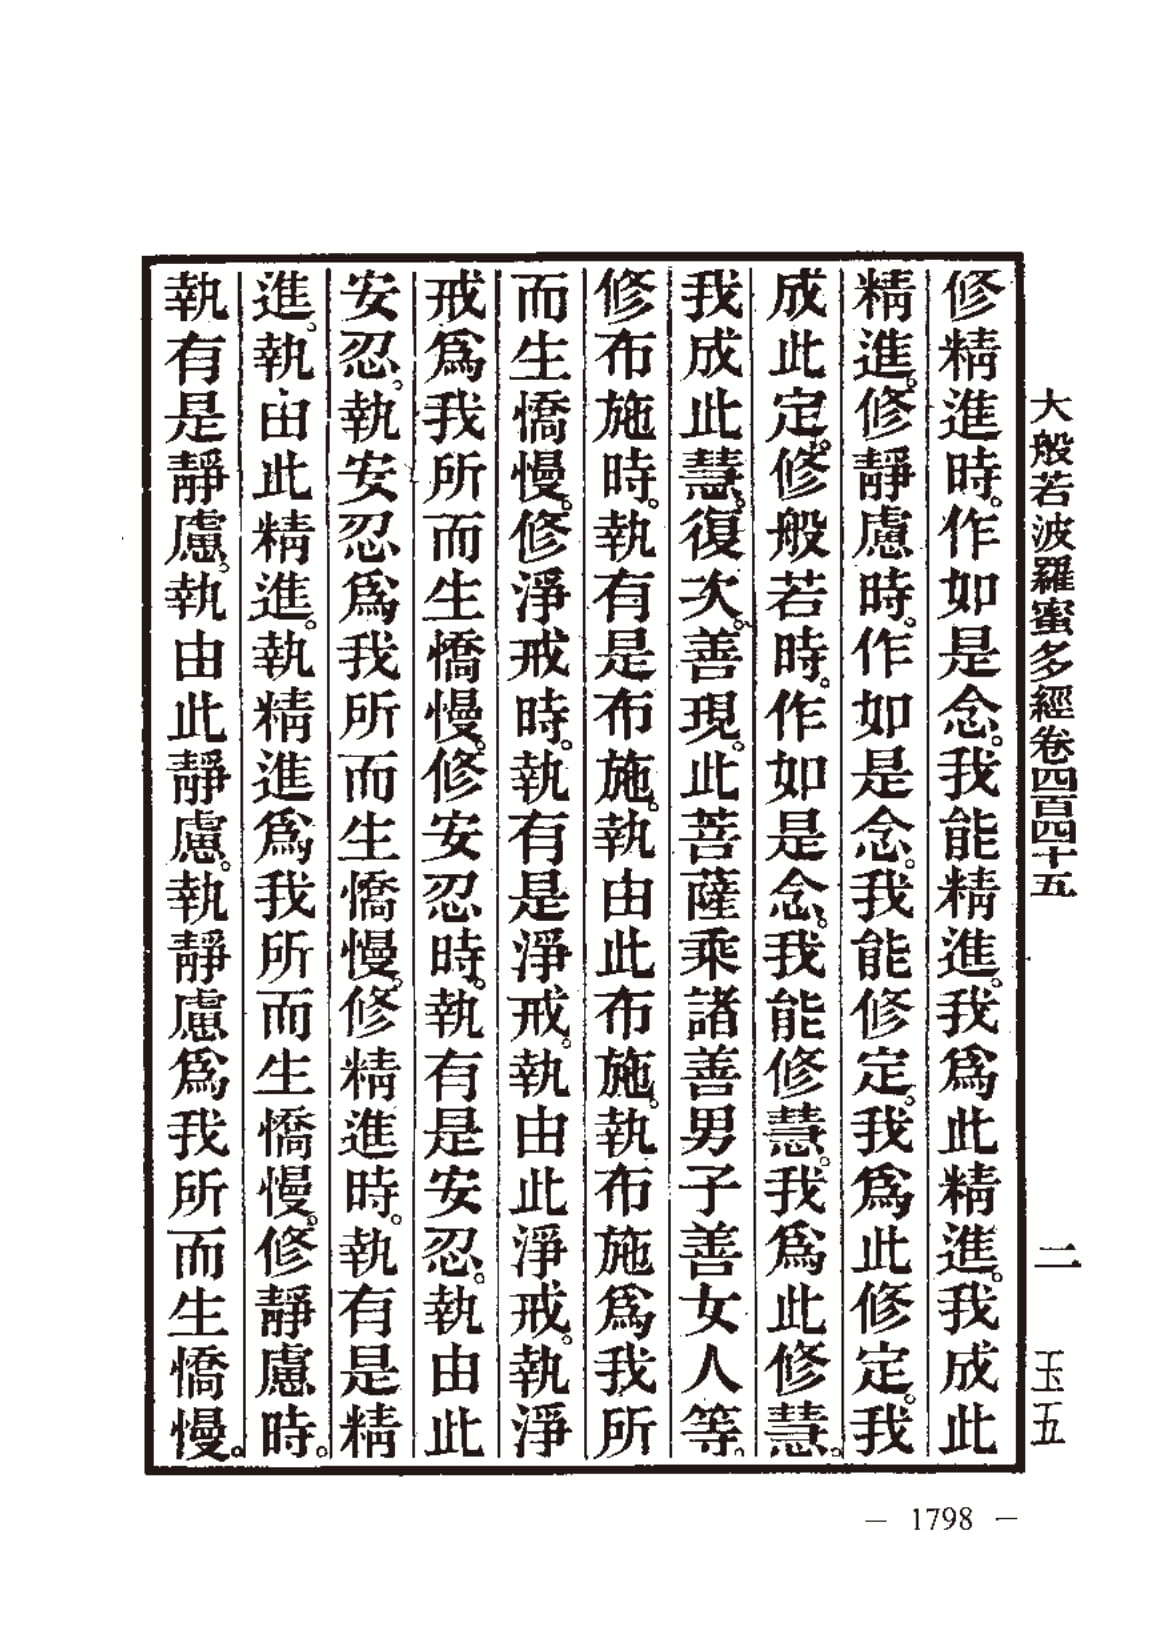 大般若波羅蜜多經卷四百四十五 二 玉五
修精進時。作如是念。我能精進。我爲此精進。我成此
精進。修靜慮時。作如是念。我能修定。我爲此修定。我
成此定。修般若時。作如是念。我能修慧。我爲此修慧。
我成此慧。復次。善現。此菩薩乘諸善男子善女人等。
修布施時。執有是布施。執由此布施。執布施爲我所
而生憍慢。修淨戒時。執有是淨戒。執由此淨戒。執淨
戒爲我所而生憍慢。修安忍時。執有是安忍。執由此
安忍。執安忍爲我所而生憍慢。修精進時。執有是精
進。執由此精進。執精進爲我所而生憍慢。修靜慮時。
執有是靜慮。執由此靜慮。執靜慮爲我所而生憍慢。
— 1798 —